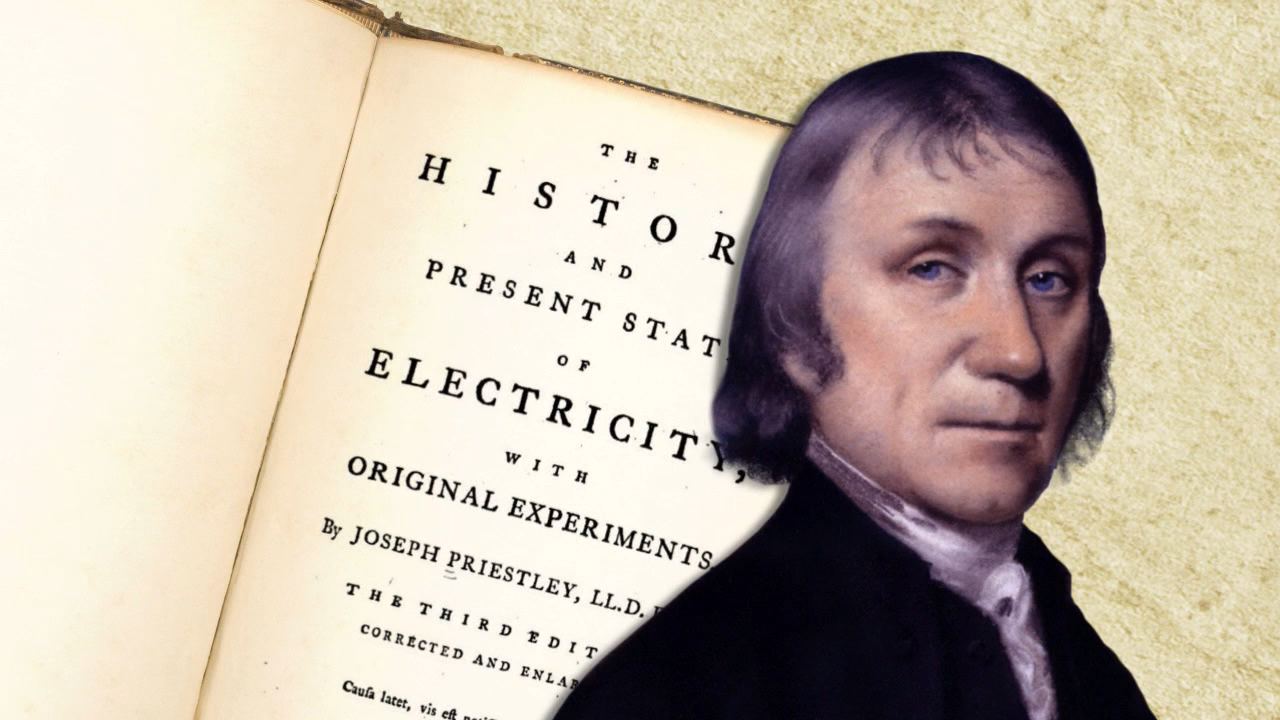 THE
HISTOR
AND
PRESENT STAT
OF
ELECTRICITY,
WITH
ORIGINAL EXPERIMENTS
By JOSEPH PRIESTLEY, LL.D.
THE THIRD EDIT
CORRECTED AND ENLAR
Cauſa latet, vis eſt